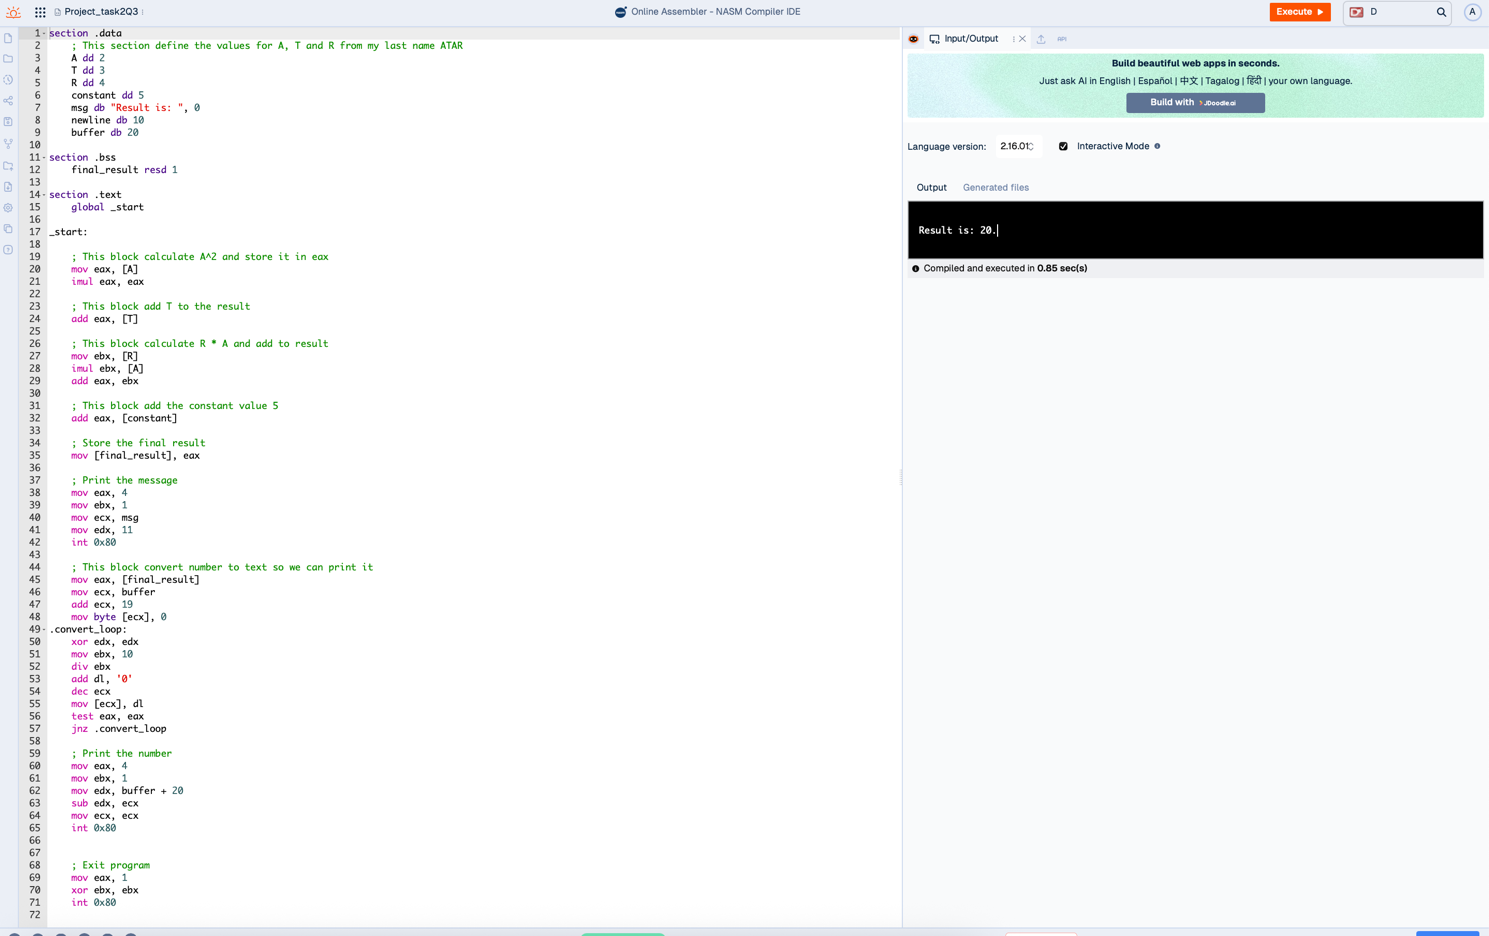 Project_task2Q3
Online Assembler - NASM Compiler IDE
Execute
D
A
1 section .data
2 ; This section define the values for A, T and R from my last name ATAR
3 A dd 2
4 T dd 3
5 R dd 4
6 constant dd 5
7 msg db "Result is: ", 0
8 newline db 10
9 buffer db 20
10
11 section .bss
12 final_result resd 1
13
14 section .text
15 global _start
16
17 _start:
18
19 ; This block calculate A^2 and store it in eax
20 mov eax, [A]
21 imul eax, eax
22
23 ; This block add T to the result
24 add eax, [T]
25
26 ; This block calculate R * A and add to result
27 mov ebx, [R]
28 imul ebx, [A]
29 add eax, ebx
30
31 ; This block add the constant value 5
32 add eax, [constant]
33
34 ; Store the final result
35 mov [final_result], eax
36
37 ; Print the message
38 mov eax, 4
39 mov ebx, 1
40 mov ecx, msg
41 mov edx, 11
42 int 0x80
43
44 ; This block convert number to text so we can print it
45 mov eax, [final_result]
46 mov ecx, buffer
47 add ecx, 19
48 mov byte [ecx], 0
49 .convert_loop:
50 xor edx, edx
51 mov ebx, 10
52 div ebx
53 add dl, '0'
54 dec ecx
55 mov [ecx], dl
56 test eax, eax
57 jnz .convert_loop
58
59 ; Print the number
60 mov eax, 4
61 mov ebx, 1
62 mov edx, buffer + 20
63 sub edx, ecx
64 mov ecx, ecx
65 int 0x80
66
67
68 ; Exit program
69 mov eax, 1
70 xor ebx, ebx
71 int 0x80
72
Input/Output
API
Build beautiful web apps in seconds.
Just ask AI in English | Español | 中文 | Tagalog | हिंदी | your own language.
Build with JDoodle.ai
Language version: 2.16.01
Interactive Mode
Output Generated files
Result is: 20.
Compiled and executed in 0.85 sec(s)